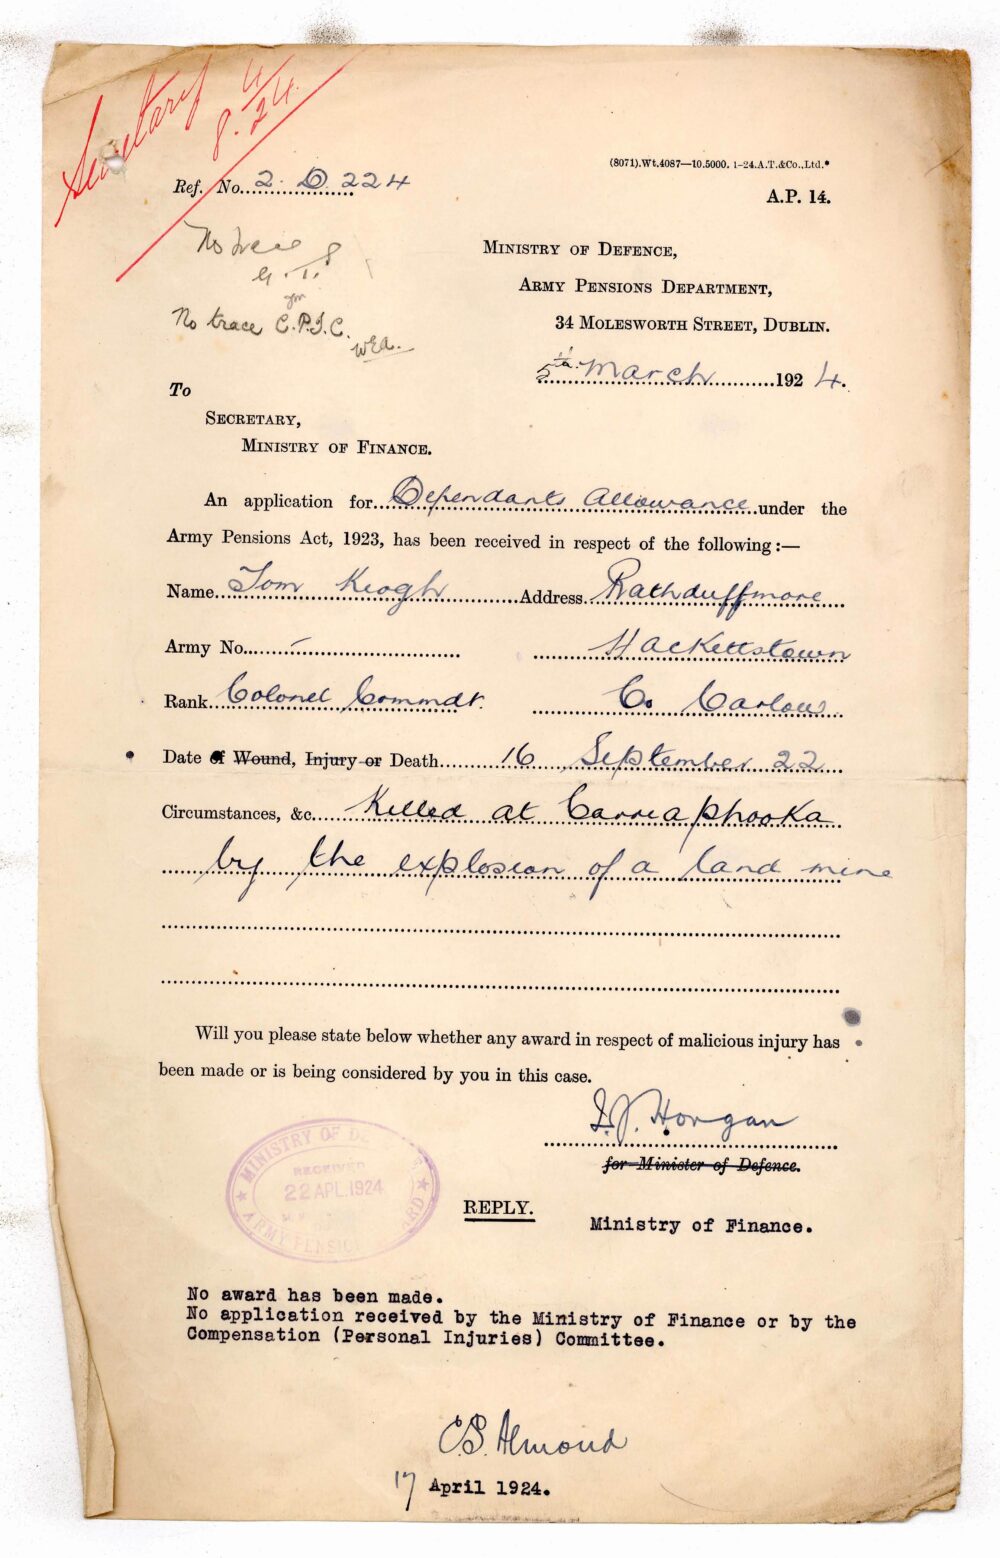 Secretary 4/8.24.
(8071).Wt.4087—10.5000. 1-24.A.T.&Co.,Ltd.*
Ref. No. 2. D. 224
A.P. 14.
No trace
G.T.
MINISTRY OF DEFENCE,
ARMY PENSIONS DEPARTMENT,
34 MOLESWORTH STREET, DUBLIN.
No trace C.P.I.C.
5th March 1924.
To
SECRETARY,
MINISTRY OF FINANCE.
An application for Dependants Allowance under the
Army Pensions Act, 1923, has been received in respect of the following:—
Name Tom Keogh Address Rathduffmore
Army No. — Hacketstown
Rank Colonel Commdt. Co Carlow
Date of Wound, Injury or Death 16 September 22
Circumstances, &c. Killed at Carrigaphooka
by the explosion of a land mine
Will you please state below whether any award in respect of malicious injury has
been made or is being considered by you in this case.
Horgan
for Minister of Defence.
MINISTRY OF DEFENCE
RECEIVED
22 APL.1924
ARMY PENSIONS BOARD
REPLY.
Ministry of Finance.
No award has been made.
No application received by the Ministry of Finance or by the
Compensation (Personal Injuries) Committee.
C.S. Almond
17 April 1924.